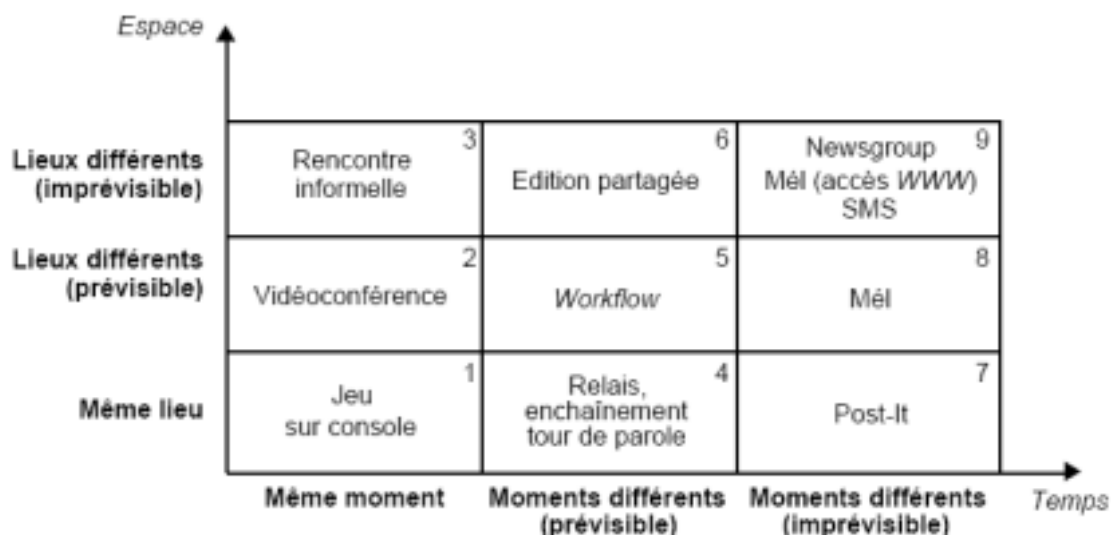 Espace
Lieux différents
(imprévisible)
3
Rencontre
informelle
6
Edition partagée
9
Newsgroup
Mél (accès WWW)
SMS
Lieux différents
(prévisible)
2
Vidéoconférence
5
Workflow
8
Mél
Même lieu
1
Jeu
sur console
4
Relais,
enchaînement
tour de parole
7
Post-It
Même moment
Moments différents
(prévisible)
Moments différents
(imprévisible)
Temps